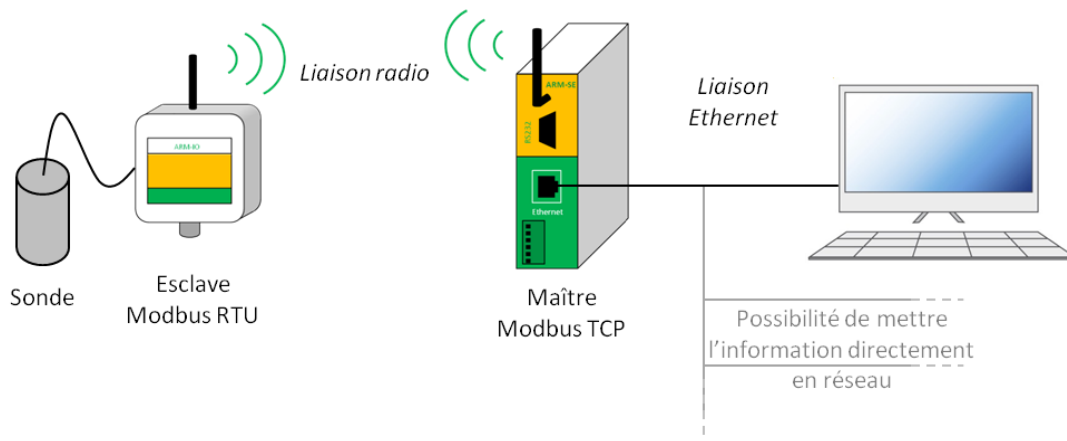 Liaison radio
ARM-SE
RS232
Liaison
Ethernet
ARM-IO
Ethernet
Sonde
Esclave
Modbus RTU
Maître
Modbus TCP
Possibilité de mettre
l'information directement
en réseau